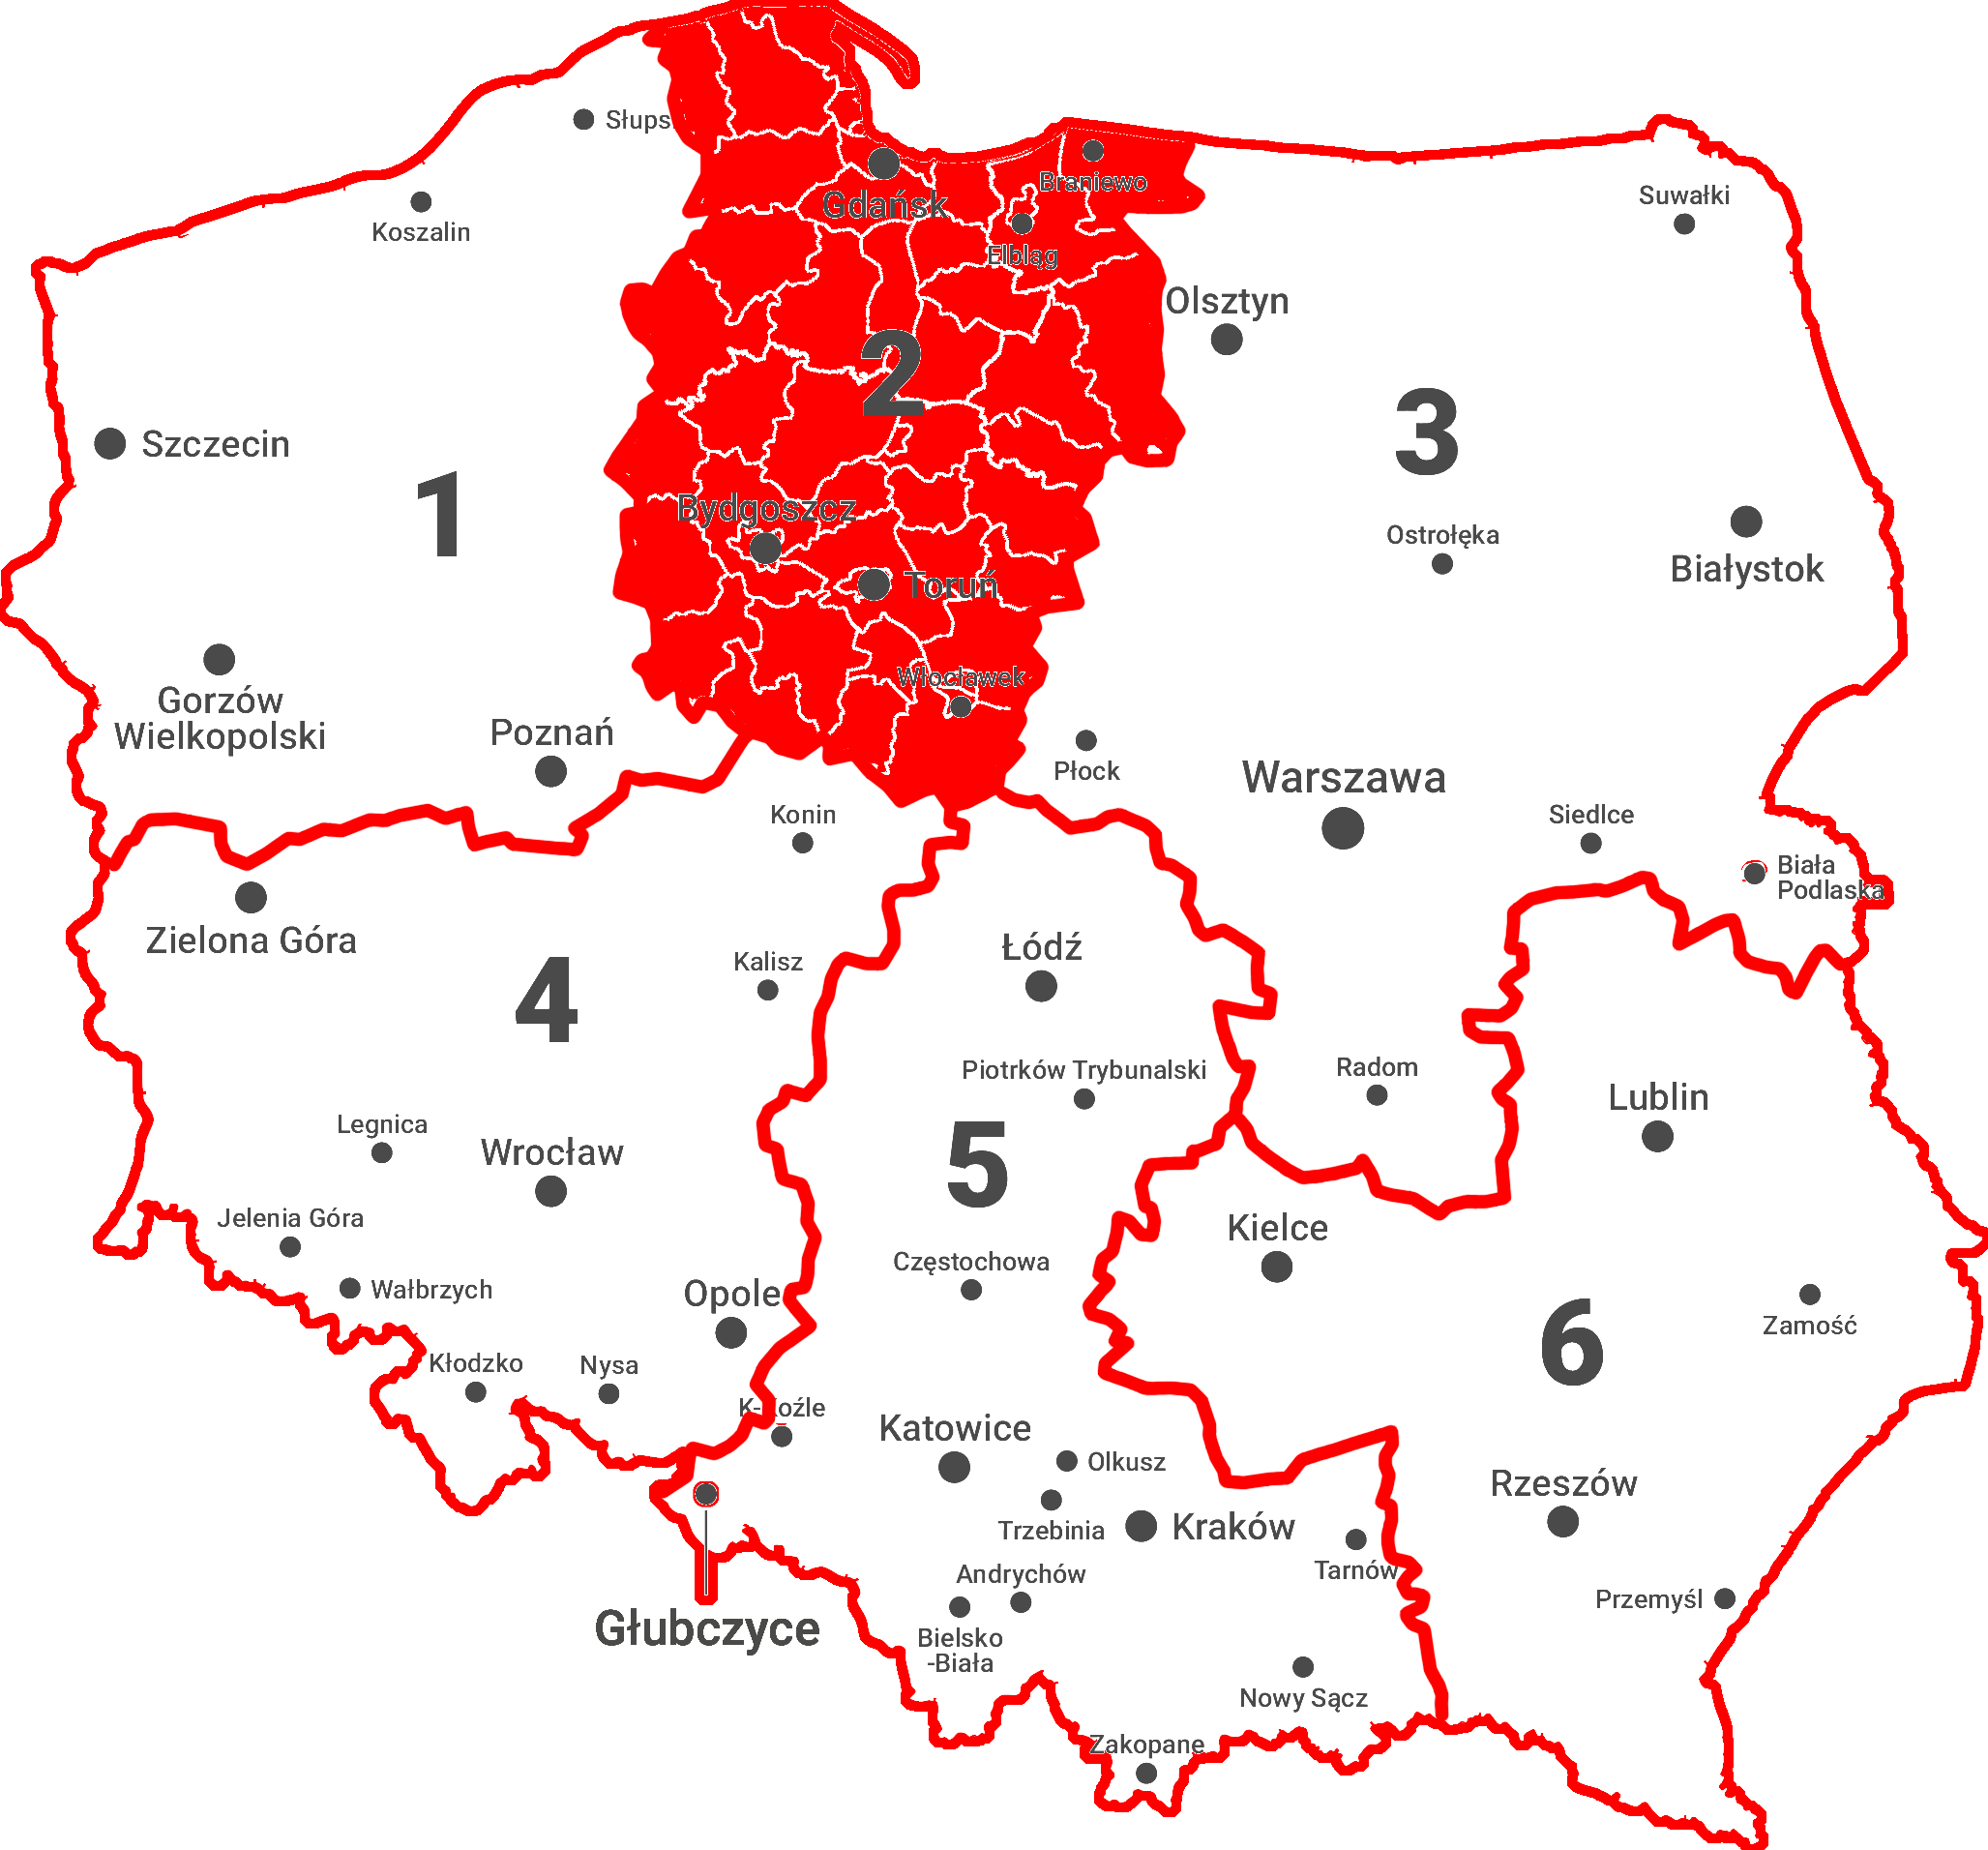 Słups
Koszalin
Gdańsk
Braniewo
Elbląg
Suwałki
Olsztyn
2
3
Szczecin
1
Bydgoszcz
Toruń
Ostrołęka
Białystok
Gorzów
Wielkopolski
Poznań
Włocławek
Płock
Warszawa
Konin
Siedlce
Biała
Podlaska
Zielona Góra
4
Kalisz
Łódź
Piotrków Trybunalski
Radom
Lublin
Legnica
Wrocław
5
Jelenia Góra
Wałbrzych
Opole
Częstochowa
Kielce
6
Zamość
Kłodzko
Nysa
K-Koźle
Katowice
Olkusz
Trzebinia
Kraków
Rzeszów
Tarnów
Andrychów
Bielsko
-Biała
Głubczyce
Przemyśl
Nowy Sącz
Zakopane